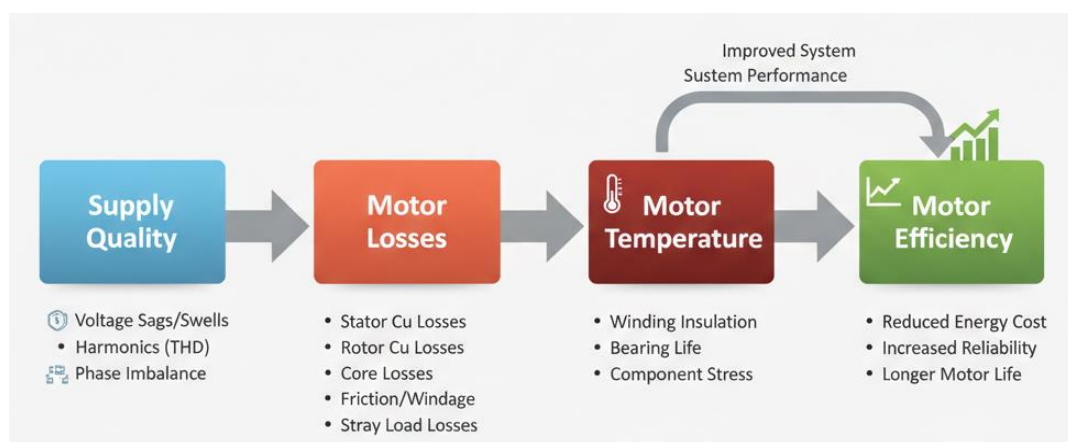 Improved System
Sustem Performance
Supply
Quality
Motor
Losses
Motor
Temperature
Motor
Efficiency
Voltage Sags/Swells
• Harmonics (THD)
Phase Imbalance
• Stator Cu Losses
• Rotor Cu Losses
• Core Losses
• Friction/Windage
• Stray Load Losses
• Winding Insulation
• Bearing Life
• Component Stress
• Reduced Energy Cost
• Increased Reliability
• Longer Motor Life